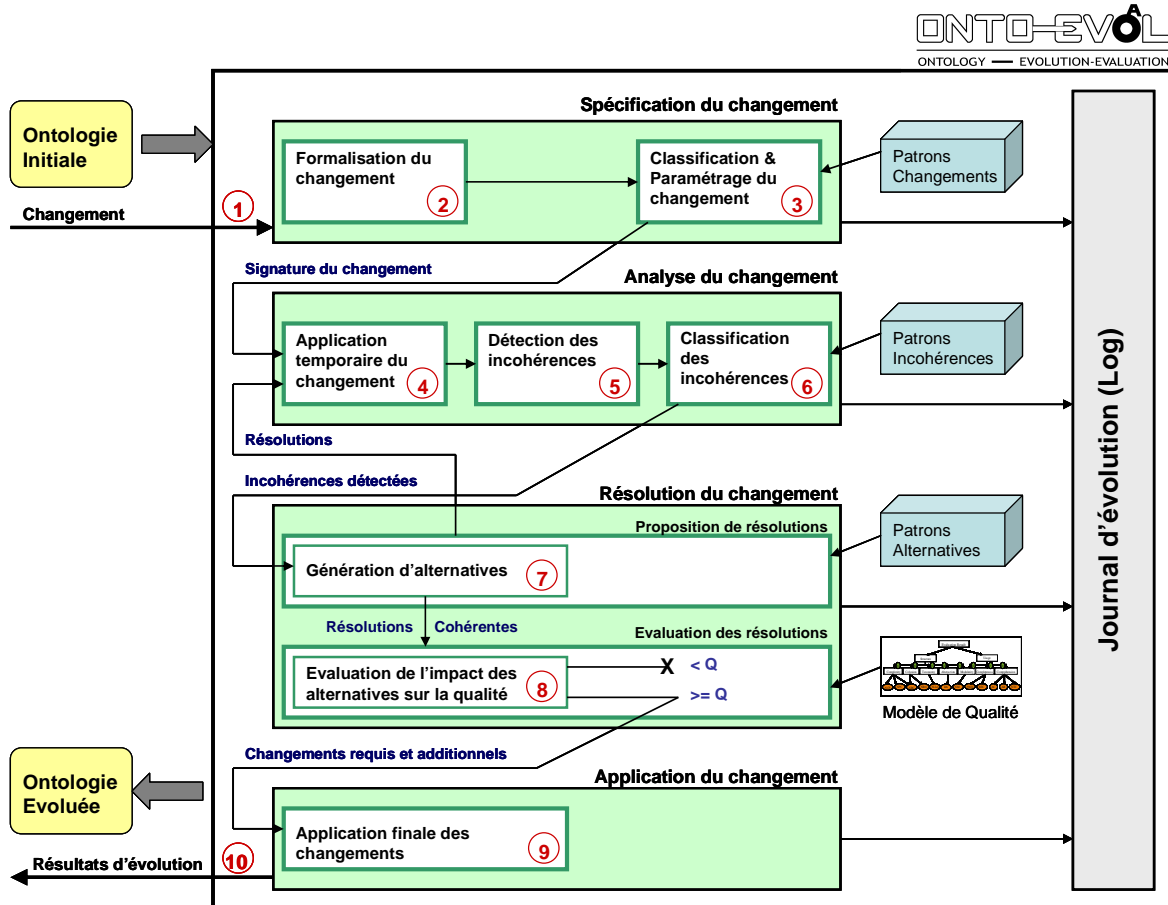 ONTO-EVOAL
ONTOLOGY — EVOLUTION-EVALUATION
Ontologie
Initiale
Changement
1
Spécification du changement
Formalisation du
changement
2
Classification &
Paramétrage du
changement
3
Patrons
Changements
Signature du changement
Analyse du changement
Application
temporaire du
changement
4
Détection des
incohérences
5
Classification
des
incohérences
6
Patrons
Incohérences
Résolutions
Incohérences détectées
Résolution du changement
Proposition de résolutions
Génération d'alternatives
7
Patrons
Alternatives
Résolutions Cohérentes
Evaluation des résolutions
Evaluation de l'impact des
alternatives sur la qualité
8
X < Q
>= Q
Modèle de Qualité
Changements requis et additionnels
Application du changement
Application finale des
changements
9
Ontologie
Evoluée
Résultats d'évolution
10
Journal d'évolution (Log)